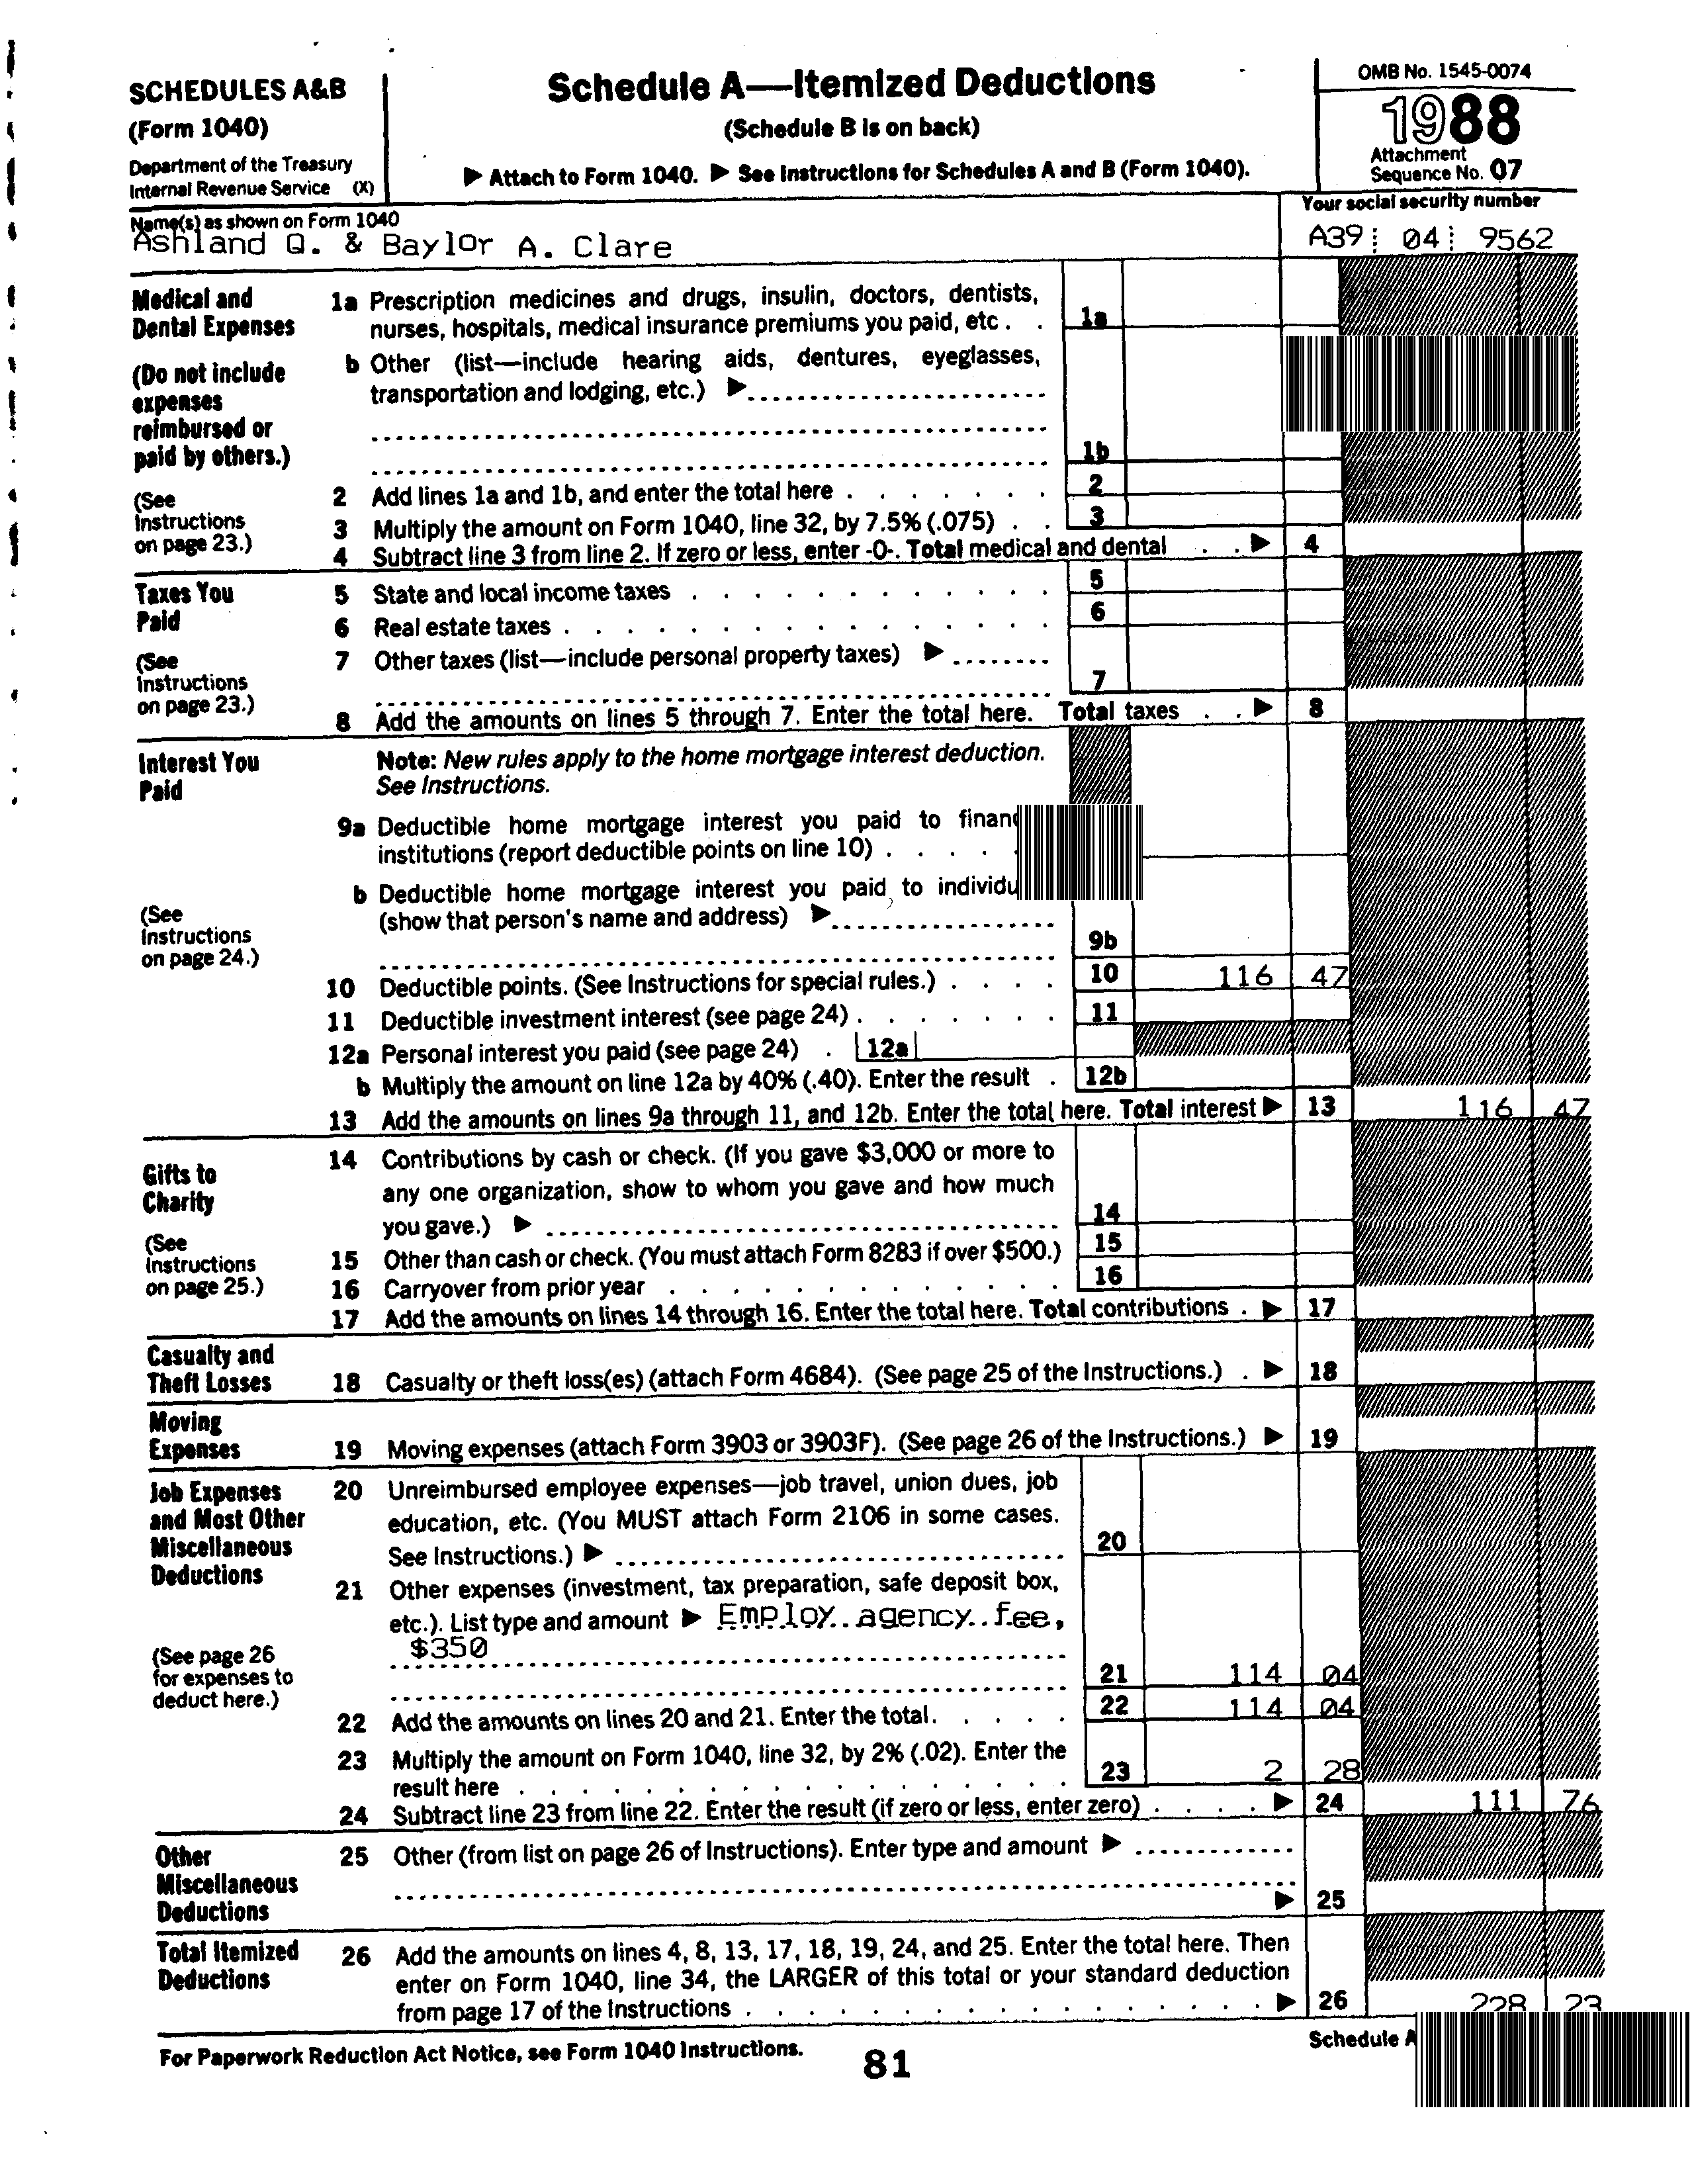 SCHEDULES A&B
(Form 1040)
Department of the Treasury
Internal Revenue Service (X)
Schedule A—Itemized Deductions
(Schedule B is on back)
▶ Attach to Form 1040. ▶ See Instructions for Schedules A and B (Form 1040).
OMB No. 1545-0074
1988
Attachment
Sequence No. 07
Name(s) as shown on Form 1040
Ashland Q. & Baylor A. Clare
Your social security number
A39 04 9562
Medical and
Dental Expenses
(Do not include
expenses
reimbursed or
paid by others.)
(See
Instructions
on page 23.)
1a Prescription medicines and drugs, insulin, doctors, dentists,
nurses, hospitals, medical insurance premiums you paid, etc . . 1a
b Other (list—include hearing aids, dentures, eyeglasses,
transportation and lodging, etc.) ▶
1b
2 Add lines 1a and 1b, and enter the total here . . . . . . . 2
3 Multiply the amount on Form 1040, line 32, by 7.5% (.075) . . 3
4 Subtract line 3 from line 2. If zero or less, enter -0-. Total medical and dental . . ▶ 4
Taxes You
Paid
(See
Instructions
on page 23.)
5 State and local income taxes . . . . . . . . . . . . 5
6 Real estate taxes . . . . . . . . . . . . . . . . 6
7 Other taxes (list—include personal property taxes) ▶
7
8 Add the amounts on lines 5 through 7. Enter the total here. Total taxes . . ▶ 8
Interest You
Paid
(See
Instructions
on page 24.)
Note: New rules apply to the home mortgage interest deduction.
See Instructions.
9a Deductible home mortgage interest you paid to
institutions (report deductible points on line 10) . . . . .
b Deductible home mortgage interest you paid to
(show that person's name and address) ▶
9b
10 Deductible points. (See Instructions for special rules.) . . . . 10 116 47
11 Deductible investment interest (see page 24) . . . . . . . 11
12a Personal interest you paid (see page 24) . 12a
b Multiply the amount on line 12a by 40% (.40). Enter the result . 12b
13 Add the amounts on lines 9a through 11, and 12b. Enter the total here. Total interest ▶ 13 116 47
Gifts to
Charity
(See
Instructions
on page 25.)
14 Contributions by cash or check. (If you gave $3,000 or more to
any one organization, show to whom you gave and how much
you gave.) ▶ 14
15 Other than cash or check. (You must attach Form 8283 if over $500.) 15
16 Carryover from prior year . . . . . . . . . . . . . 16
17 Add the amounts on lines 14 through 16. Enter the total here. Total contributions . ▶ 17
Casualty and
Theft Losses
18 Casualty or theft loss(es) (attach Form 4684). (See page 25 of the Instructions.) . ▶ 18
Moving
Expenses
19 Moving expenses (attach Form 3903 or 3903F). (See page 26 of the Instructions.) ▶ 19
Job Expenses
and Most Other
Miscellaneous
Deductions
(See page 26
for expenses to
deduct here.)
20 Unreimbursed employee expenses—job travel, union dues, job
education, etc. (You MUST attach Form 2106 in some cases.
See Instructions.) ▶ 20
21 Other expenses (investment, tax preparation, safe deposit box,
etc.). List type and amount ▶ Employ agency fee,
$350
21 114 04
22 Add the amounts on lines 20 and 21. Enter the total . . . . . 22 114 04
23 Multiply the amount on Form 1040, line 32, by 2% (.02). Enter the
result here . . . . . . . . . . . . . . . . . . 23 2 28
24 Subtract line 23 from line 22. Enter the result (if zero or less, enter zero) . . . . ▶ 24 111 76
Other
Miscellaneous
Deductions
25 Other (from list on page 26 of Instructions). Enter type and amount ▶
▶ 25
Total Itemized
Deductions
26 Add the amounts on lines 4, 8, 13, 17, 18, 19, 24, and 25. Enter the total here. Then
enter on Form 1040, line 34, the LARGER of this total or your standard deduction
from page 17 of the Instructions . . . . . . . . . . . . . . . . ▶ 26 228 23
For Paperwork Reduction Act Notice, see Form 1040 Instructions.
81
Schedule A